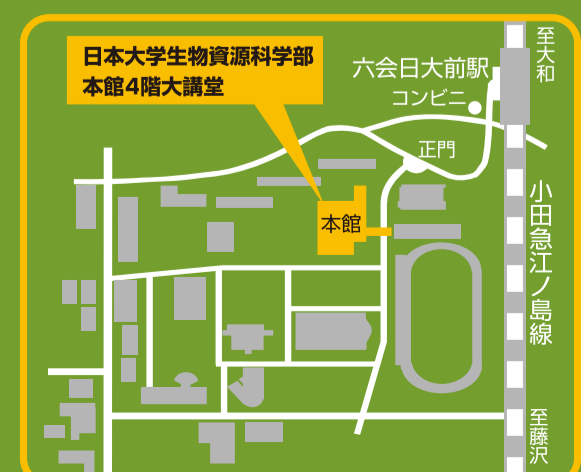 日本大学生物資源科学部
本館4階大講堂
六会日大前駅
コンビニ
正門
本館
至大和
小田急江ノ島線
至藤沢